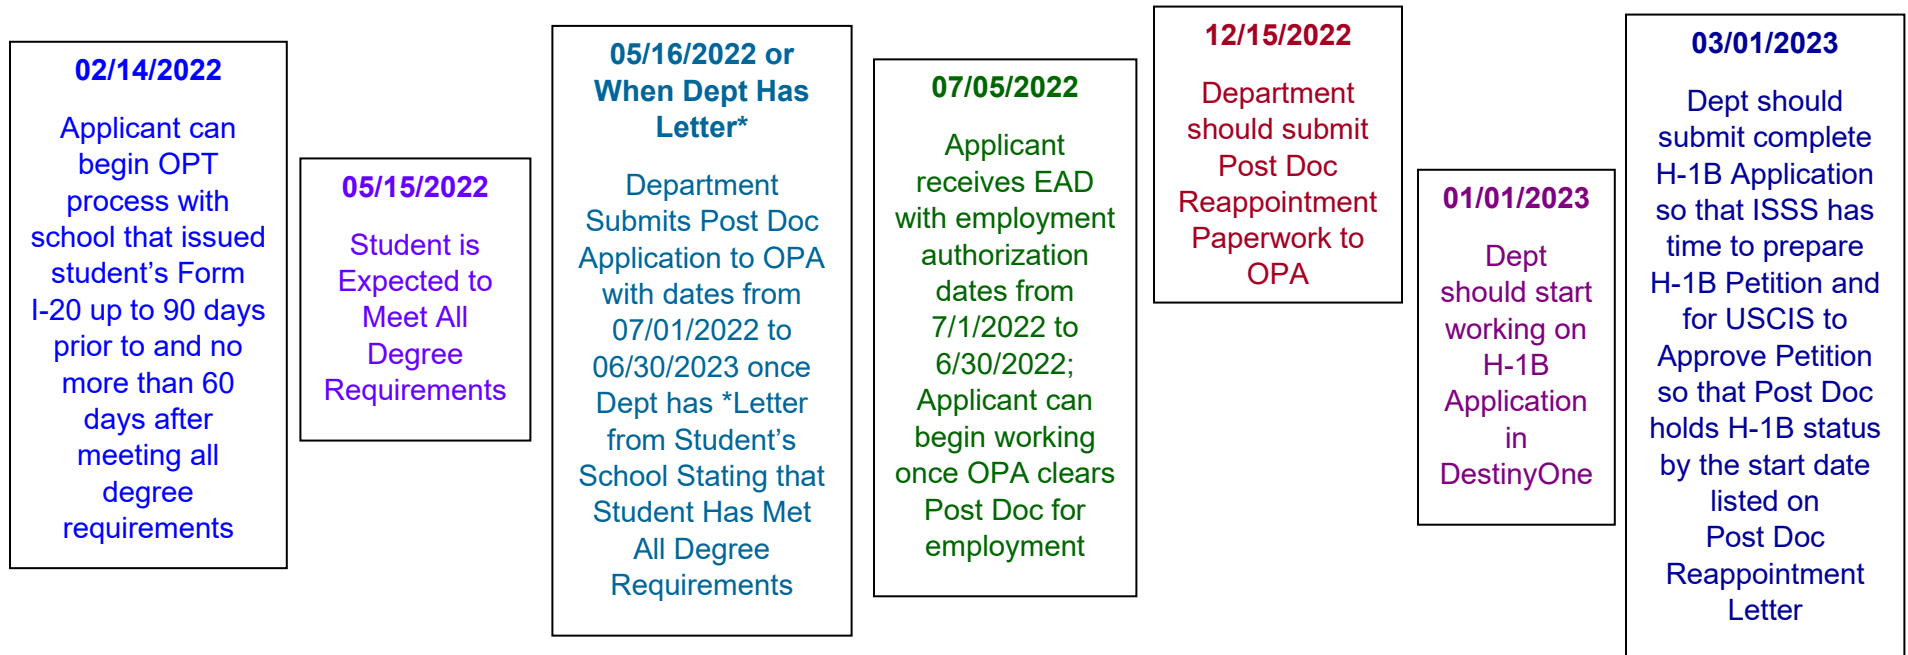 02/14/2022
Applicant can
begin OPT
process with
school that issued
student’s Form
I-20 up to 90 days
prior to and no
more than 60
days after
meeting all
degree
requirements
05/15/2022
Student is
Expected to
Meet All
Degree
Requirements
05/16/2022 or
When Dept Has
Letter*
Department
Submits Post Doc
Application to OPA
with dates from
07/01/2022 to
06/30/2023 once
Dept has *Letter
from Student’s
School Stating that
Student Has Met
All Degree
Requirements
07/05/2022
Applicant
receives EAD
with employment
authorization
dates from
7/1/2022 to
6/30/2022;
Applicant can
begin working
once OPA clears
Post Doc for
employment
12/15/2022
Department
should submit
Post Doc
Reappointment
Paperwork to
OPA
01/01/2023
Dept
should start
working on
H-1B
Application
in
DestinyOne
03/01/2023
Dept should
submit complete
H-1B Application
so that ISSS has
time to prepare
H-1B Petition and
for USCIS to
Approve Petition
so that Post Doc
holds H-1B status
by the start date
listed on
Post Doc
Reappointment
Letter